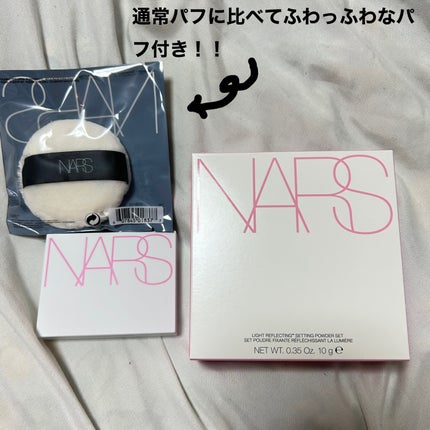 通常パフに比べてふわっふわなパ
フ付き！！
NARS
NARS
NARS
LIGHT REFLECTING™ SETTING POWDER SET
SET POUDRE FIXANTE RÉFLÉCHISSANT LA LUMIÈRE
NET WT. 0.35 Oz. 10 g ℮